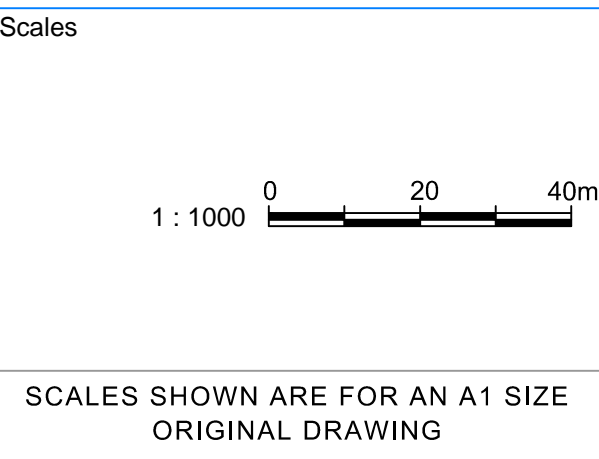 Scales
0 20 40m
1 : 1000
SCALES SHOWN ARE FOR AN A1 SIZE
ORIGINAL DRAWING